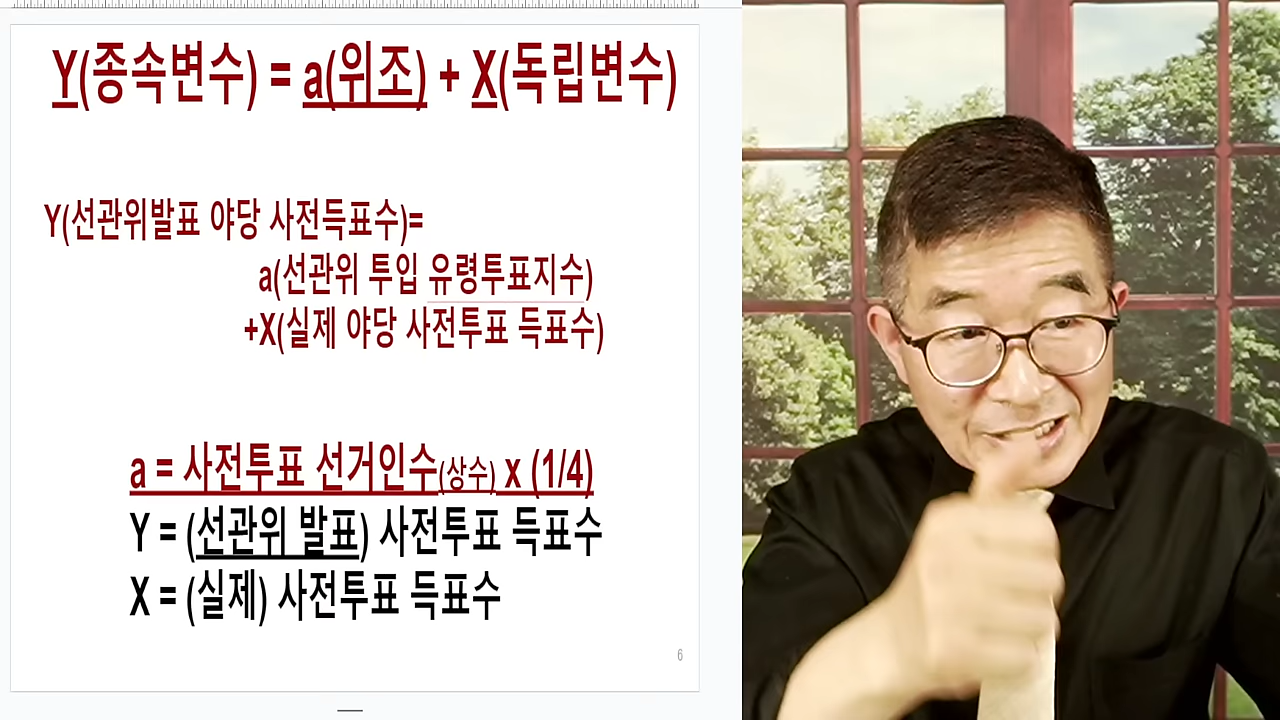 Y(종속변수) = a(위조) + X(독립변수)
Y(선관위발표 야당 사전득표수)=
a(선관위 투입 유령투표지수)
+X(실제 야당 사전투표 득표수)
a = 사전투표 선거인수(상수) x (1/4)
Y = (선관위 발표) 사전투표 득표수
X = (실제) 사전투표 득표수
6